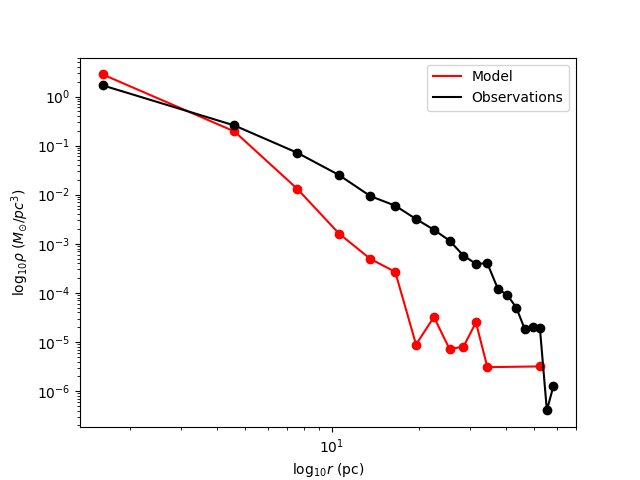 Model
Observations
10⁰
10⁻¹
10⁻²
10⁻³
10⁻⁴
10⁻⁵
10⁻⁶
log₁₀ρ (M☉/pc³)
10¹
log₁₀r (pc)